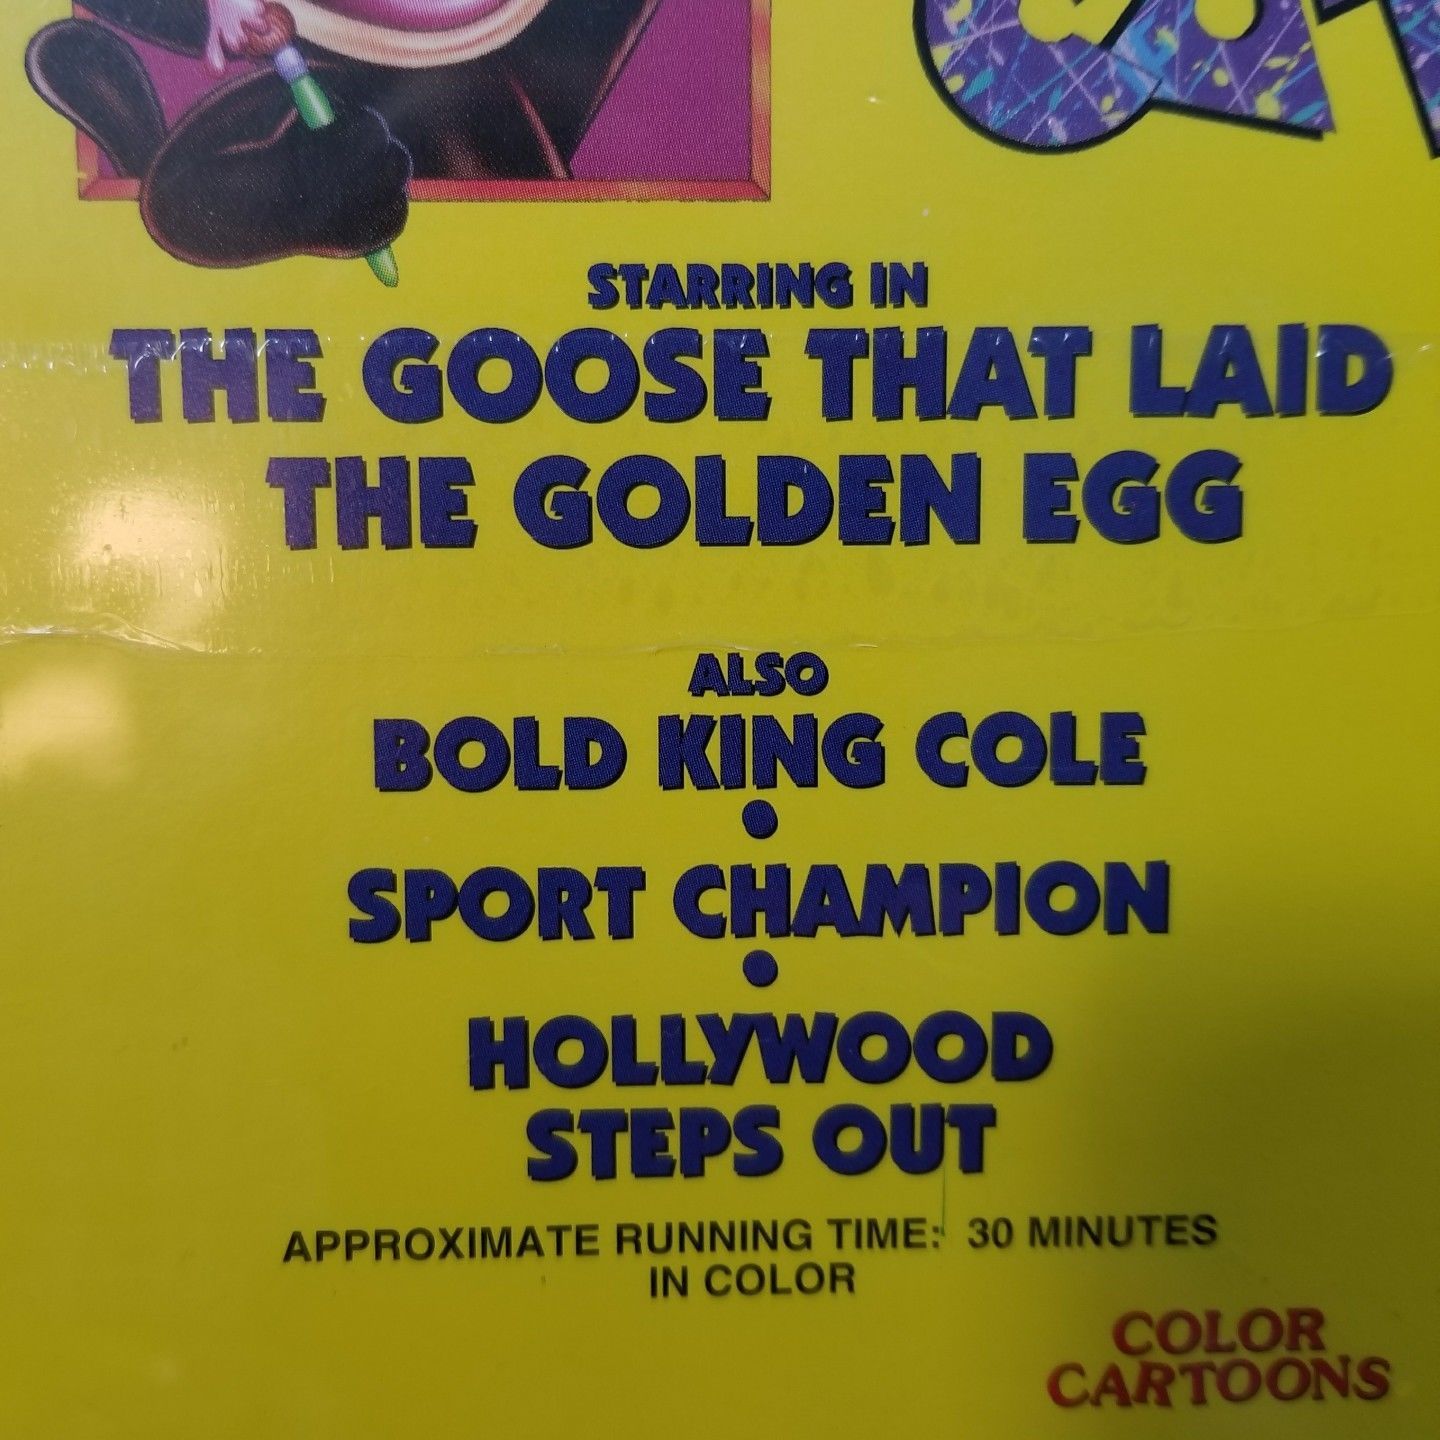 STARRING IN
THE GOOSE THAT LAID
THE GOLDEN EGG
ALSO
BOLD KING COLE
•
SPORT CHAMPION
•
HOLLYWOOD
STEPS OUT
APPROXIMATE RUNNING TIME: 30 MINUTES
IN COLOR
COLOR
CARTOONS